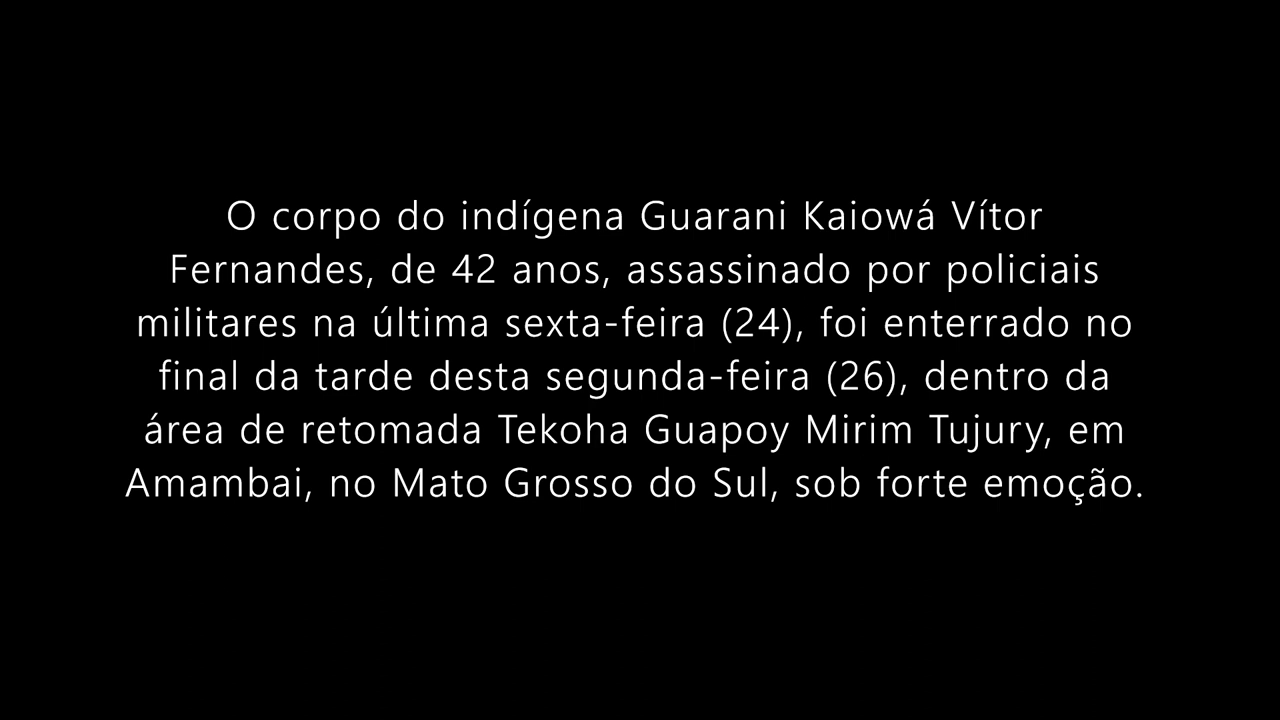 O corpo do indígena Guarani Kaiowá Vítor
Fernandes, de 42 anos, assassinado por policiais
militares na última sexta-feira (24), foi enterrado no
final da tarde desta segunda-feira (26), dentro da
área de retomada Tekoha Guapoy Mirim Tujury, em
Amambai, no Mato Grosso do Sul, sob forte emoção.